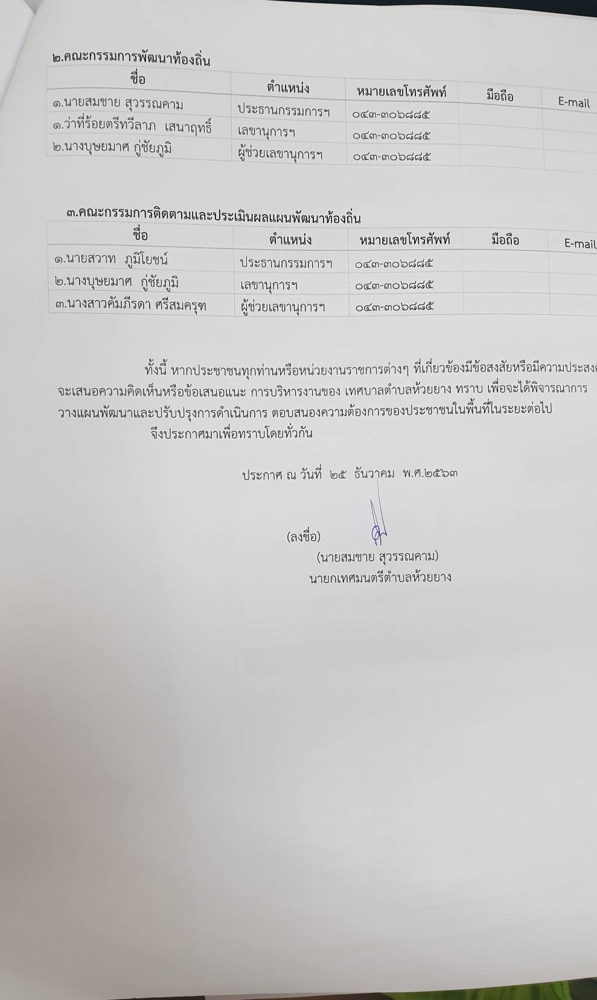 ๒.คณะกรรมการพัฒนาท้องถิ่น
ชื่อ ตำแหน่ง หมายเลขโทรศัพท์ มือถือ E-mail
๑.นายสมชาย สุวรรณคาม ประธานกรรมการฯ ๐๔๓-๓๐๖๘๘๕
๑.ว่าที่ร้อยตรีทวีลาภ เสนาฤทธิ์ เลขานุการฯ ๐๔๓-๓๐๖๘๘๕
๒.นางบุษยมาศ กู่ชัยภูมิ ผู้ช่วยเลขานุการฯ ๐๔๓-๓๐๖๘๘๕
๓.คณะกรรมการติดตามและประเมินผลแผนพัฒนาท้องถิ่น
ชื่อ ตำแหน่ง หมายเลขโทรศัพท์ มือถือ E-mail
๑.นายสวาท ภูมิโยชน์ ประธานกรรมการฯ ๐๔๓-๓๐๖๘๘๕
๒.นางบุษยมาศ กู่ชัยภูมิ เลขานุการฯ ๐๔๓-๓๐๖๘๘๕
๓.นางสาวคัมภีรดา ศรีสมครุฑ ผู้ช่วยเลขานุการฯ ๐๔๓-๓๐๖๘๘๕
ทั้งนี้ หากประชาชนทุกท่านหรือหน่วยงานราชการต่างๆ ที่เกี่ยวข้องมีข้อสงสัยหรือมีความประสงค
จะเสนอความคิดเห็นหรือข้อเสนอแนะ การบริหารงานของ เทศบาลตำบลห้วยยาง ทราบ เพื่อจะได้พิจารณาการ
วางแผนพัฒนาและปรับปรุงการดำเนินการ ตอบสนองความต้องการของประชาชนในพื้นที่ในระยะต่อไป
จึงประกาศมาเพื่อทราบโดยทั่วกัน
ประกาศ ณ วันที่ ๒๕ ธันวาคม พ.ศ.๒๕๖๓
(ลงชื่อ)
(นายสมชาย สุวรรณคาม)
นายกเทศมนตรีตำบลห้วยยาง